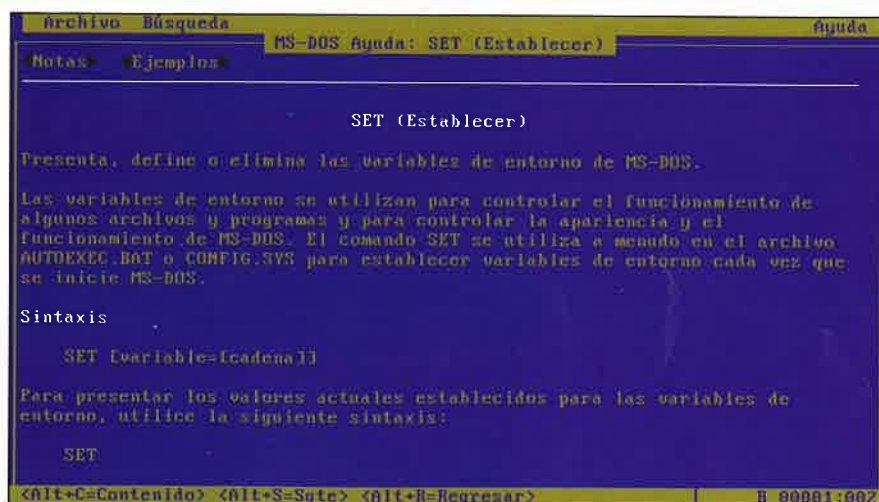 Archivo Búsqueda Ayuda
MS-DOS Ayuda: SET (Establecer)
Notas Ejemplos
SET (Establecer)
Presenta, define o elimina las variables de entorno de MS-DOS.
Las variables de entorno se utilizan para controlar el funcionamiento de
algunos archivos y programas y para controlar la apariencia y el
funcionamiento de MS-DOS. El comando SET se utiliza a menudo en el archivo
AUTOEXEC.BAT o CONFIG.SYS para establecer variables de entorno cada vez que
se inicie MS-DOS.
Sintaxis
SET [variable=[cadena]]
Para presentar los valores actuales establecidos para las variables de
entorno, utilice la siguiente sintaxis:
SET
<Alt+C=Contenido> <Alt+S=Sgte> <Alt+R=Regresar> 00001:002